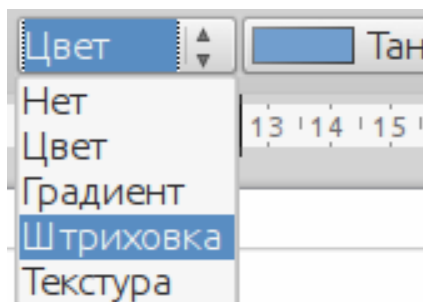 Цвет Тан
Нет
Цвет
13 14 15
Градиент
Штриховка
Текстура